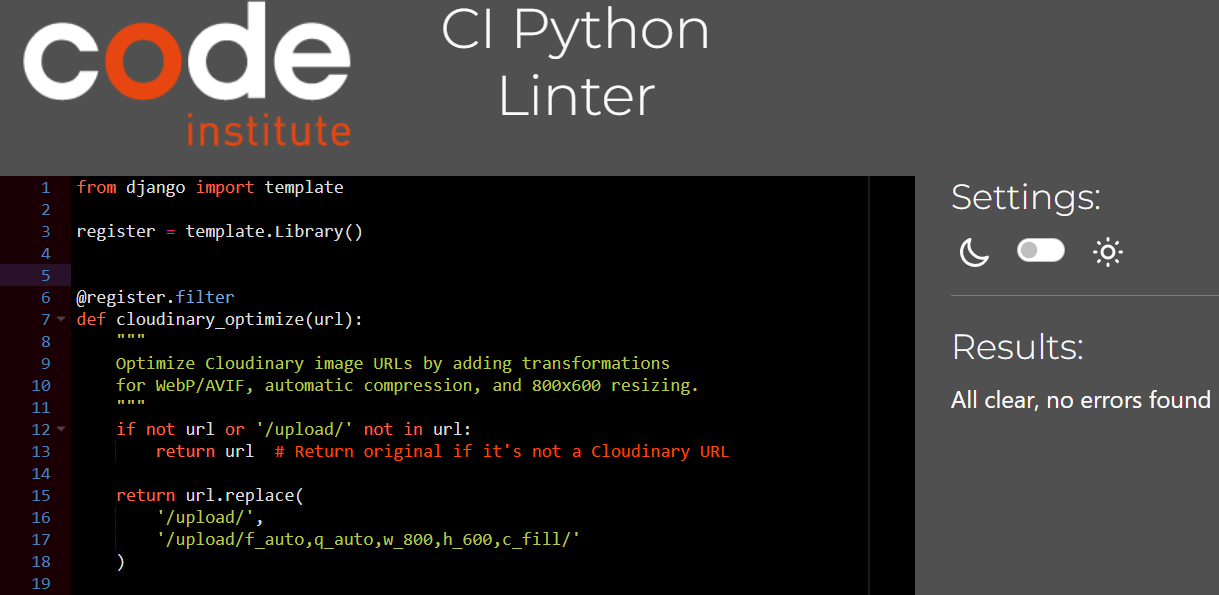 code
institute
CI Python
Linter
1 from django import template
2
3 register = template.Library()
4
5
6 @register.filter
7 def cloudinary_optimize(url):
8 """
9 Optimize Cloudinary image URLs by adding transformations
10 for WebP/AVIF, automatic compression, and 800x600 resizing.
11 """
12 if not url or '/upload/' not in url:
13 return url  # Return original if it's not a Cloudinary URL
14
15 return url.replace(
16 '/upload/',
17 '/upload/f_auto,q_auto,w_800,h_600,c_fill/'
18 )
19
Settings:
Results:
All clear, no errors found